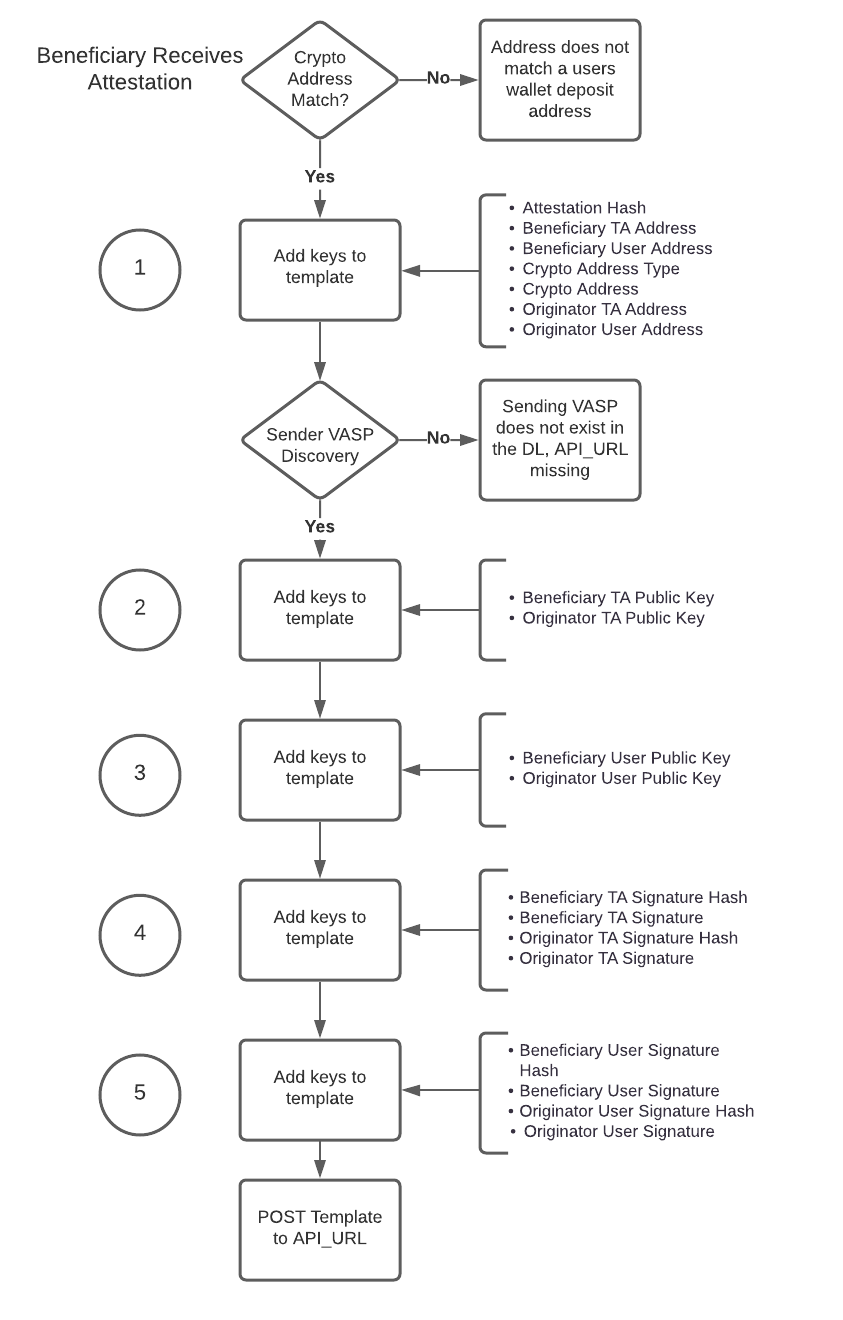 Beneficiary Receives
Attestation
Crypto
Address
Match?
No
Address does not
match a users
wallet deposit
address
Yes
1
Add keys to
template
• Attestation Hash
• Beneficiary TA Address
• Beneficiary User Address
• Crypto Address Type
• Crypto Address
• Originator TA Address
• Originator User Address
Sender VASP
Discovery
No
Sending VASP
does not exist in
the DL, API_URL
missing
Yes
2
Add keys to
template
• Beneficiary TA Public Key
• Originator TA Public Key
3
Add keys to
template
• Beneficiary User Public Key
• Originator User Public Key
4
Add keys to
template
• Beneficiary TA Signature Hash
• Beneficiary TA Signature
• Originator TA Signature Hash
• Originator TA Signature
5
Add keys to
template
• Beneficiary User Signature
Hash
• Beneficiary User Signature
• Originator User Signature Hash
• Originator User Signature
POST Template
to API_URL